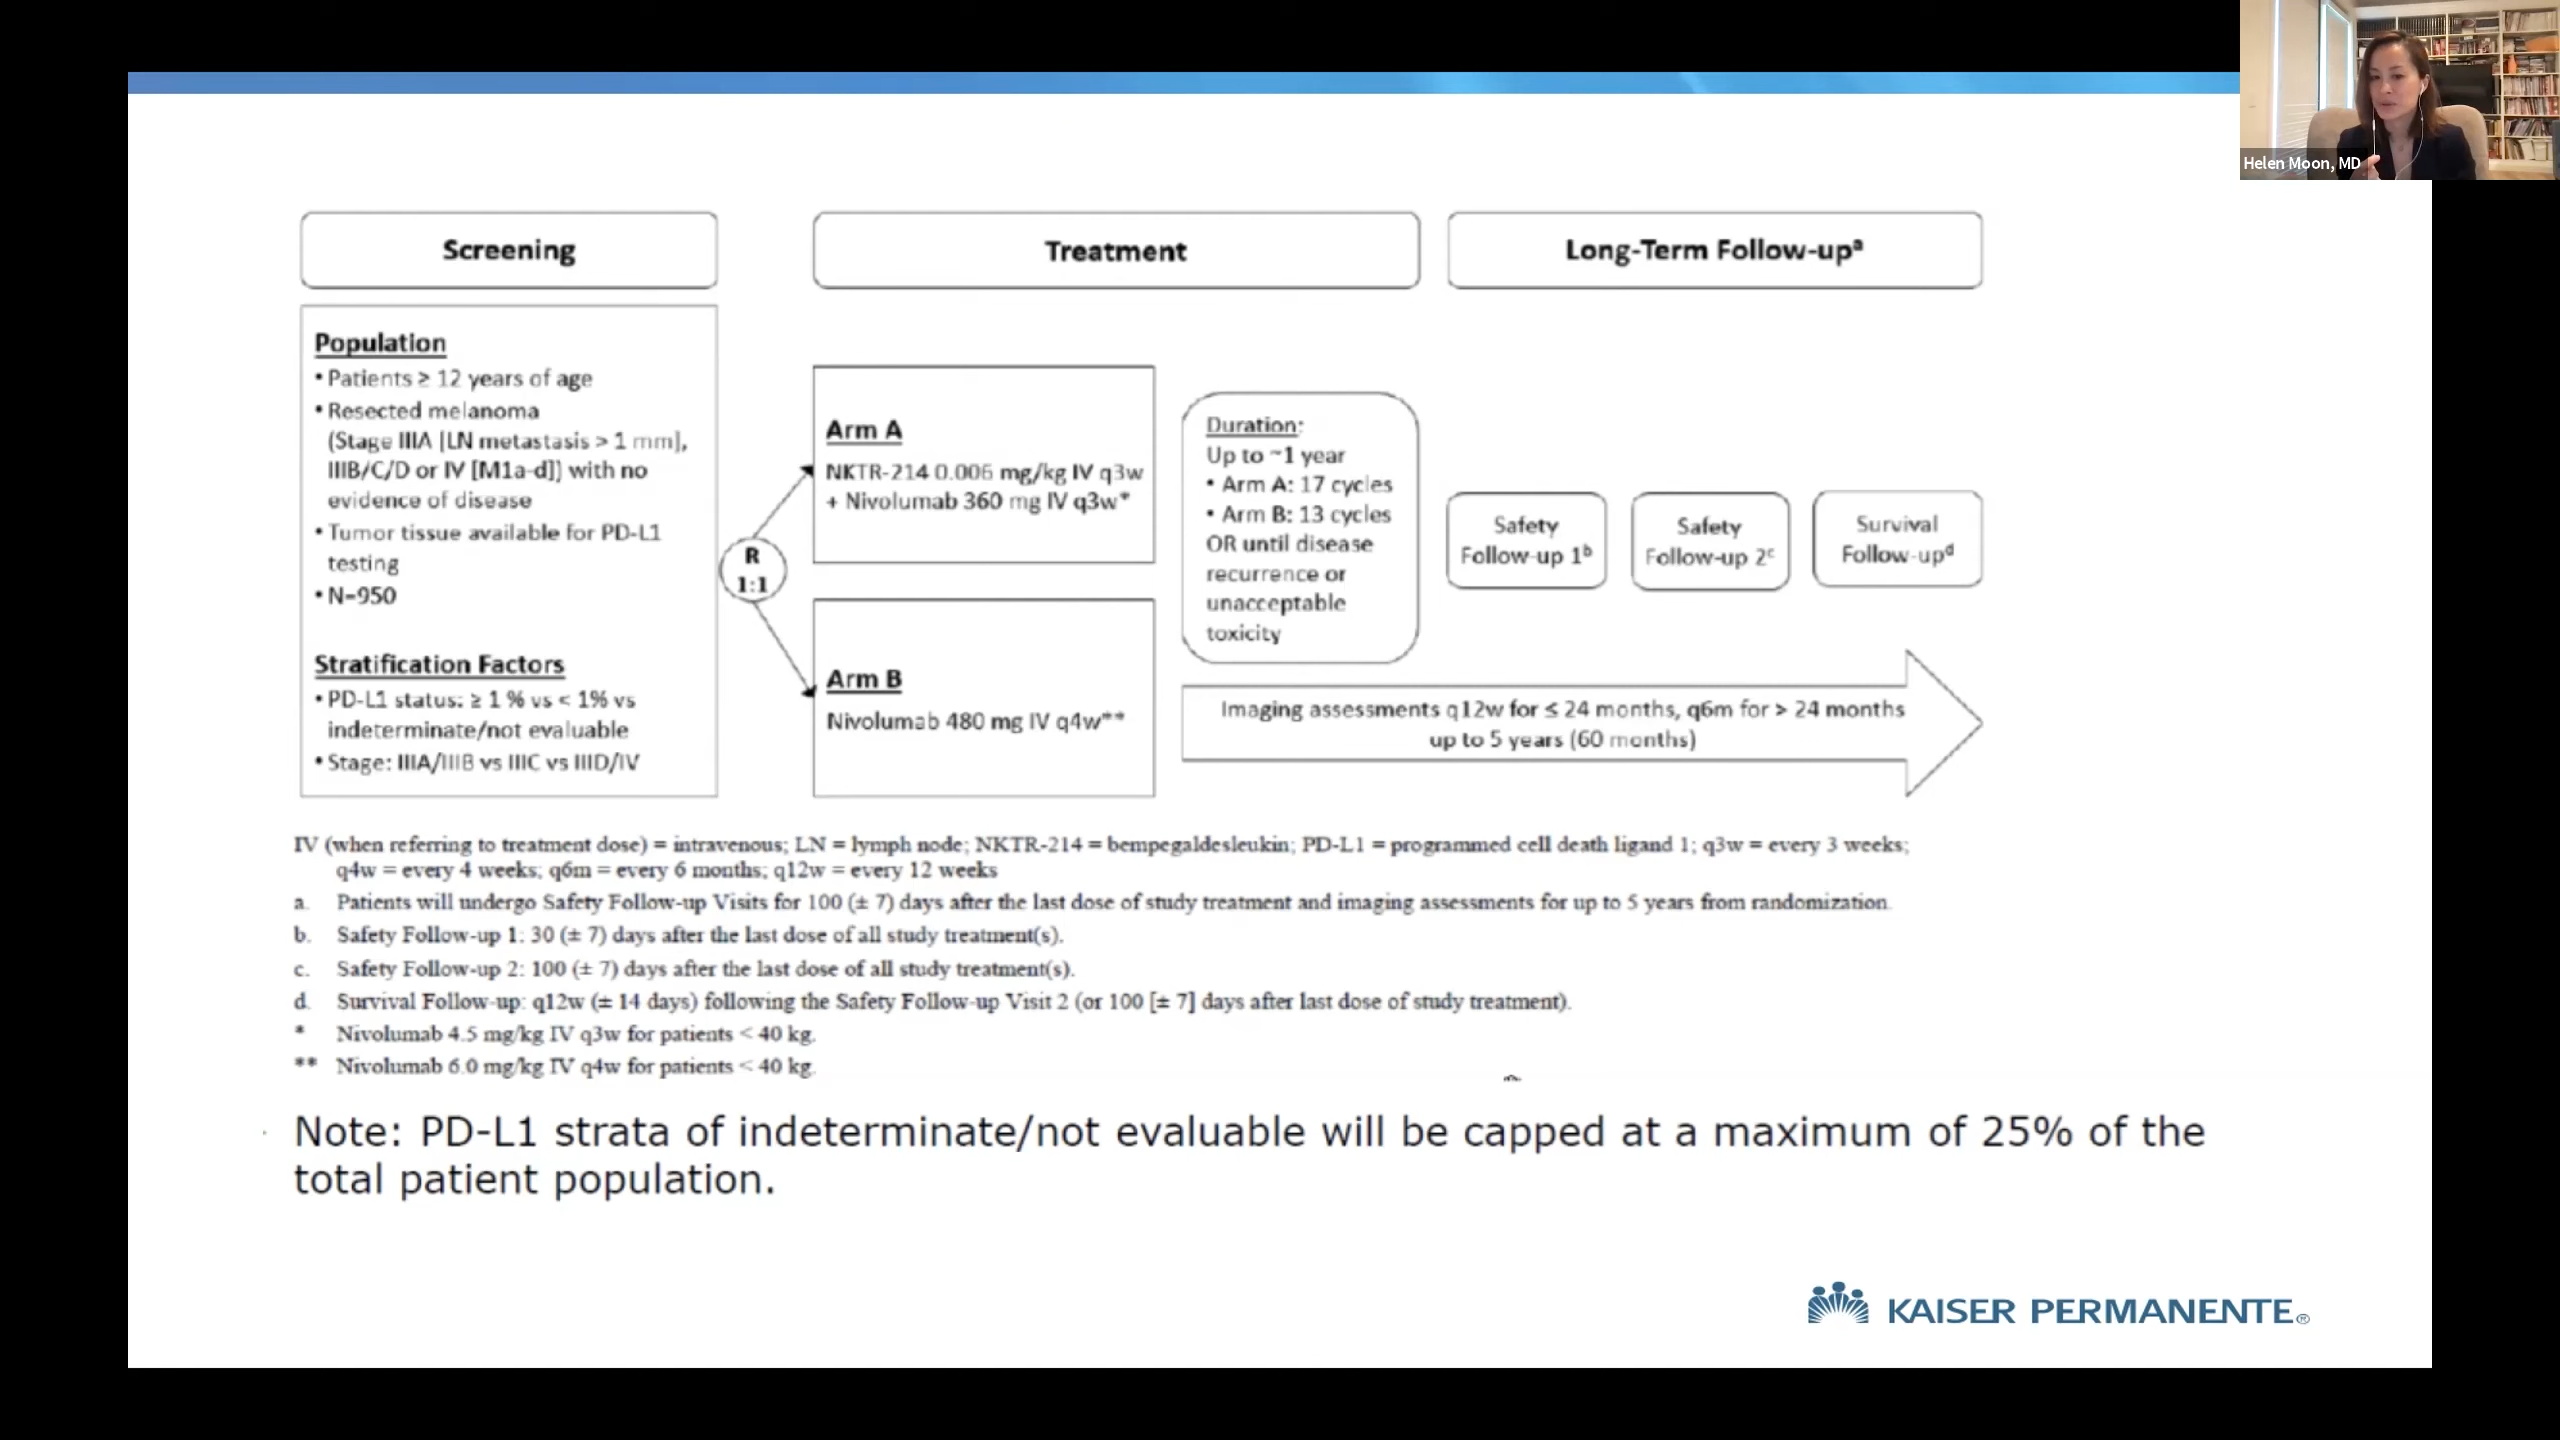 Helen Moon, MD
Screening
Treatment
Long-Term Follow-upᵃ
Population
• Patients ≥ 12 years of age
• Resected melanoma
(Stage IIIA [LN metastasis > 1 mm],
IIIB/C/D or IV [M1a-d]) with no
evidence of disease
• Tumor tissue available for PD-L1
testing
• N=950
Stratification Factors
• PD-L1 status: ≥ 1 % vs < 1% vs
indeterminate/not evaluable
• Stage: IIIA/IIIB vs IIIC vs IIID/IV
R
1:1
Arm A
NKTR-214 0.006 mg/kg IV q3w
+ Nivolumab 360 mg IV q3w*
Arm B
Nivolumab 480 mg IV q4w**
Duration:
Up to ~1 year
• Arm A: 17 cycles
• Arm B: 13 cycles
OR until disease
recurrence or
unacceptable
toxicity
Safety
Follow-up 1ᵇ
Safety
Follow-up 2ᶜ
Survival
Follow-upᵈ
Imaging assessments q12w for ≤ 24 months, q6m for > 24 months
up to 5 years (60 months)
IV (when referring to treatment dose) = intravenous; LN = lymph node; NKTR-214 = bempegaldesleukin; PD-L1 = programmed cell death ligand 1; q3w = every 3 weeks;
q4w = every 4 weeks; q6m = every 6 months; q12w = every 12 weeks
a. Patients will undergo Safety Follow-up Visits for 100 (± 7) days after the last dose of study treatment and imaging assessments for up to 5 years from randomization.
b. Safety Follow-up 1: 30 (± 7) days after the last dose of all study treatment(s).
c. Safety Follow-up 2: 100 (± 7) days after the last dose of all study treatment(s).
d. Survival Follow-up: q12w (± 14 days) following the Safety Follow-up Visit 2 (or 100 [± 7] days after last dose of study treatment).
* Nivolumab 4.5 mg/kg IV q3w for patients < 40 kg.
** Nivolumab 6.0 mg/kg IV q4w for patients < 40 kg.
Note: PD-L1 strata of indeterminate/not evaluable will be capped at a maximum of 25% of the
total patient population.
KAISER PERMANENTE®